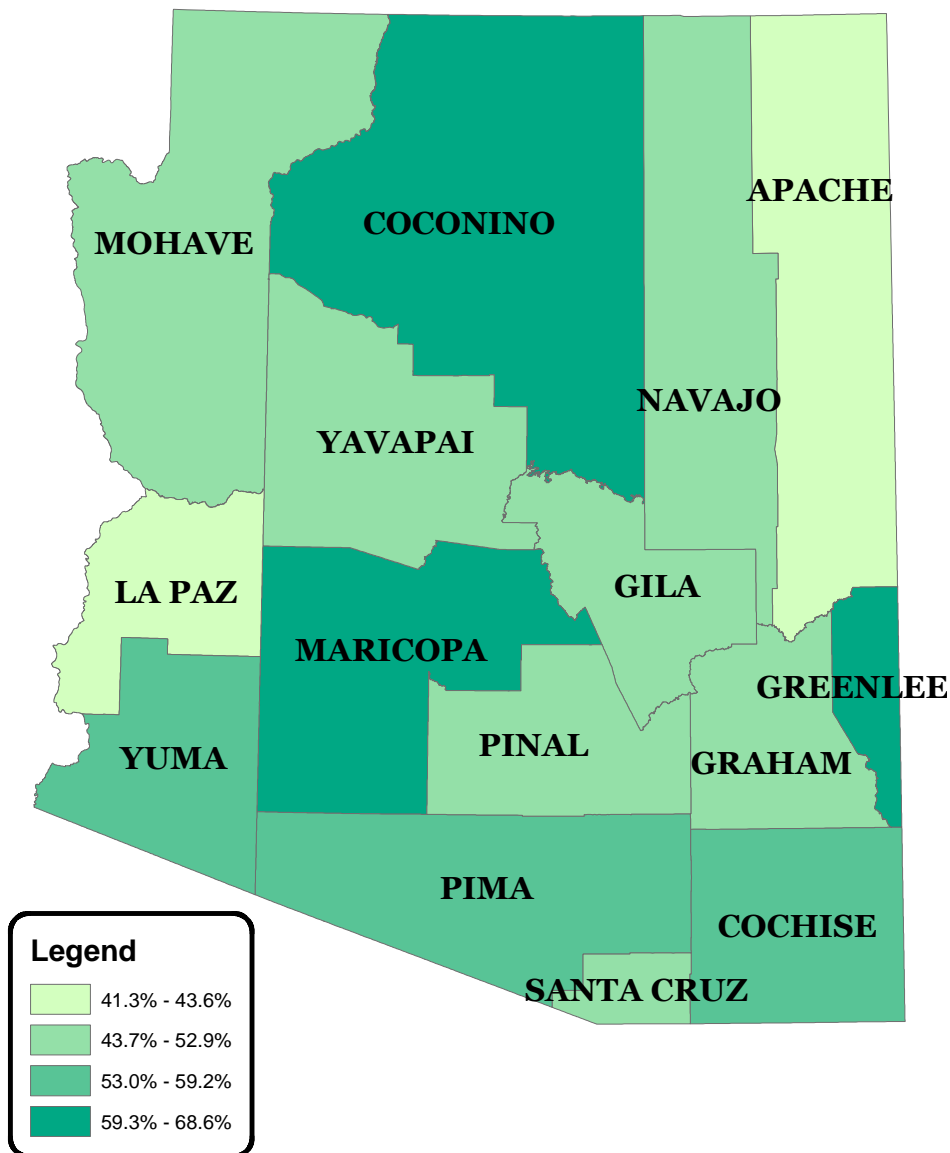 APACHE
COCONINO
MOHAVE
NAVAJO
YAVAPAI
GILA
LA PAZ
MARICOPA
GREENLEE
PINAL
YUMA
GRAHAM
PIMA
COCHISE
SANTA CRUZ
Legend
41.3% - 43.6%
43.7% - 52.9%
53.0% - 59.2%
59.3% - 68.6%